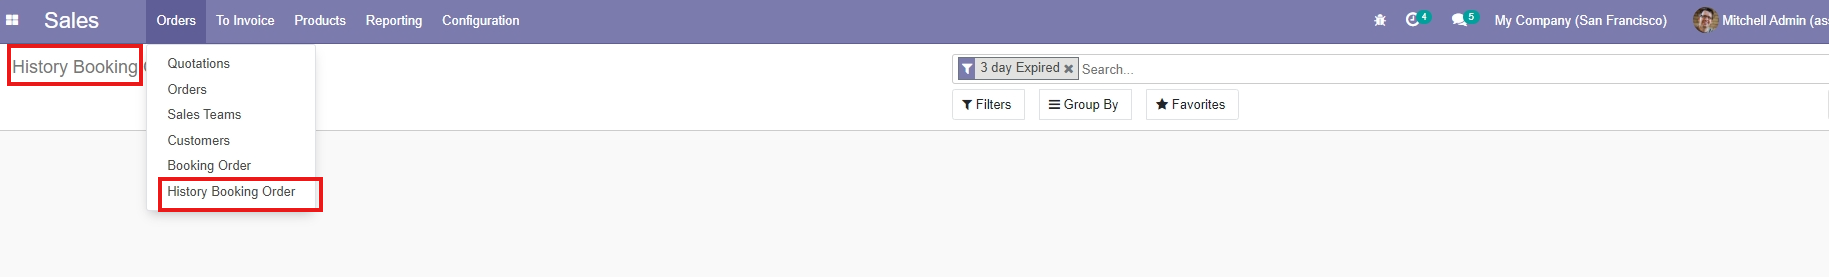 Sales Orders To Invoice Products Reporting Configuration 4 5 My Company (San Francisco) Mitchell Admin (as
History Booking
3 day Expired Search...
Filters Group By Favorites
Quotations
Orders
Sales Teams
Customers
Booking Order
History Booking Order